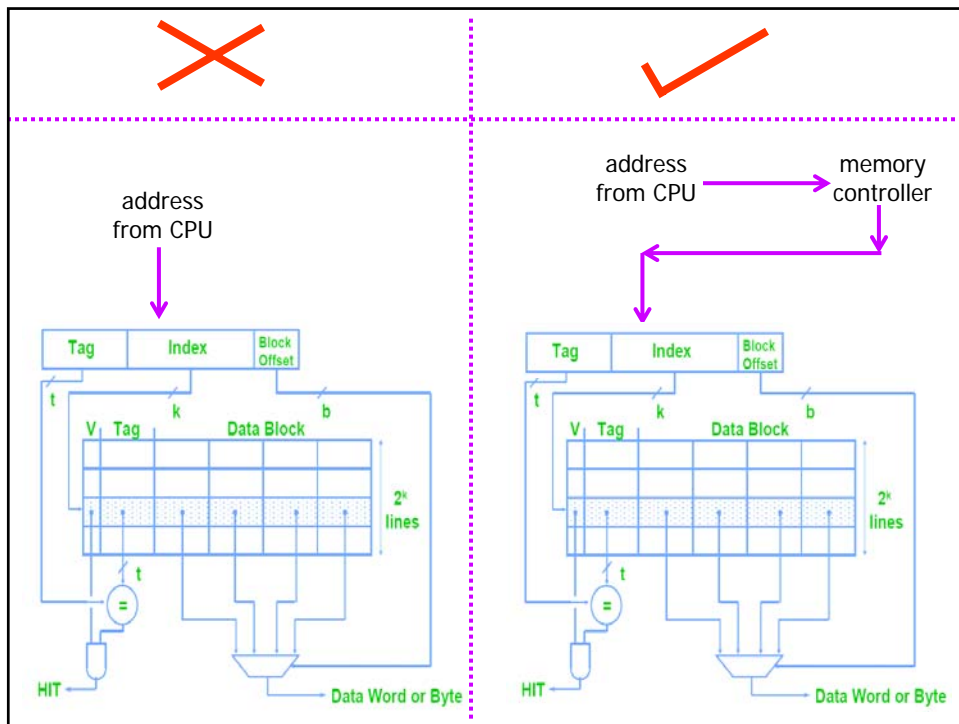 address
from CPU
Tag Index Block Offset
t
k
b
V Tag Data Block
2ᵏ
lines
t
=
HIT
Data Word or Byte
address
from CPU
memory
controller
Tag Index Block Offset
t
k
b
V Tag Data Block
2ᵏ
lines
t
=
HIT
Data Word or Byte